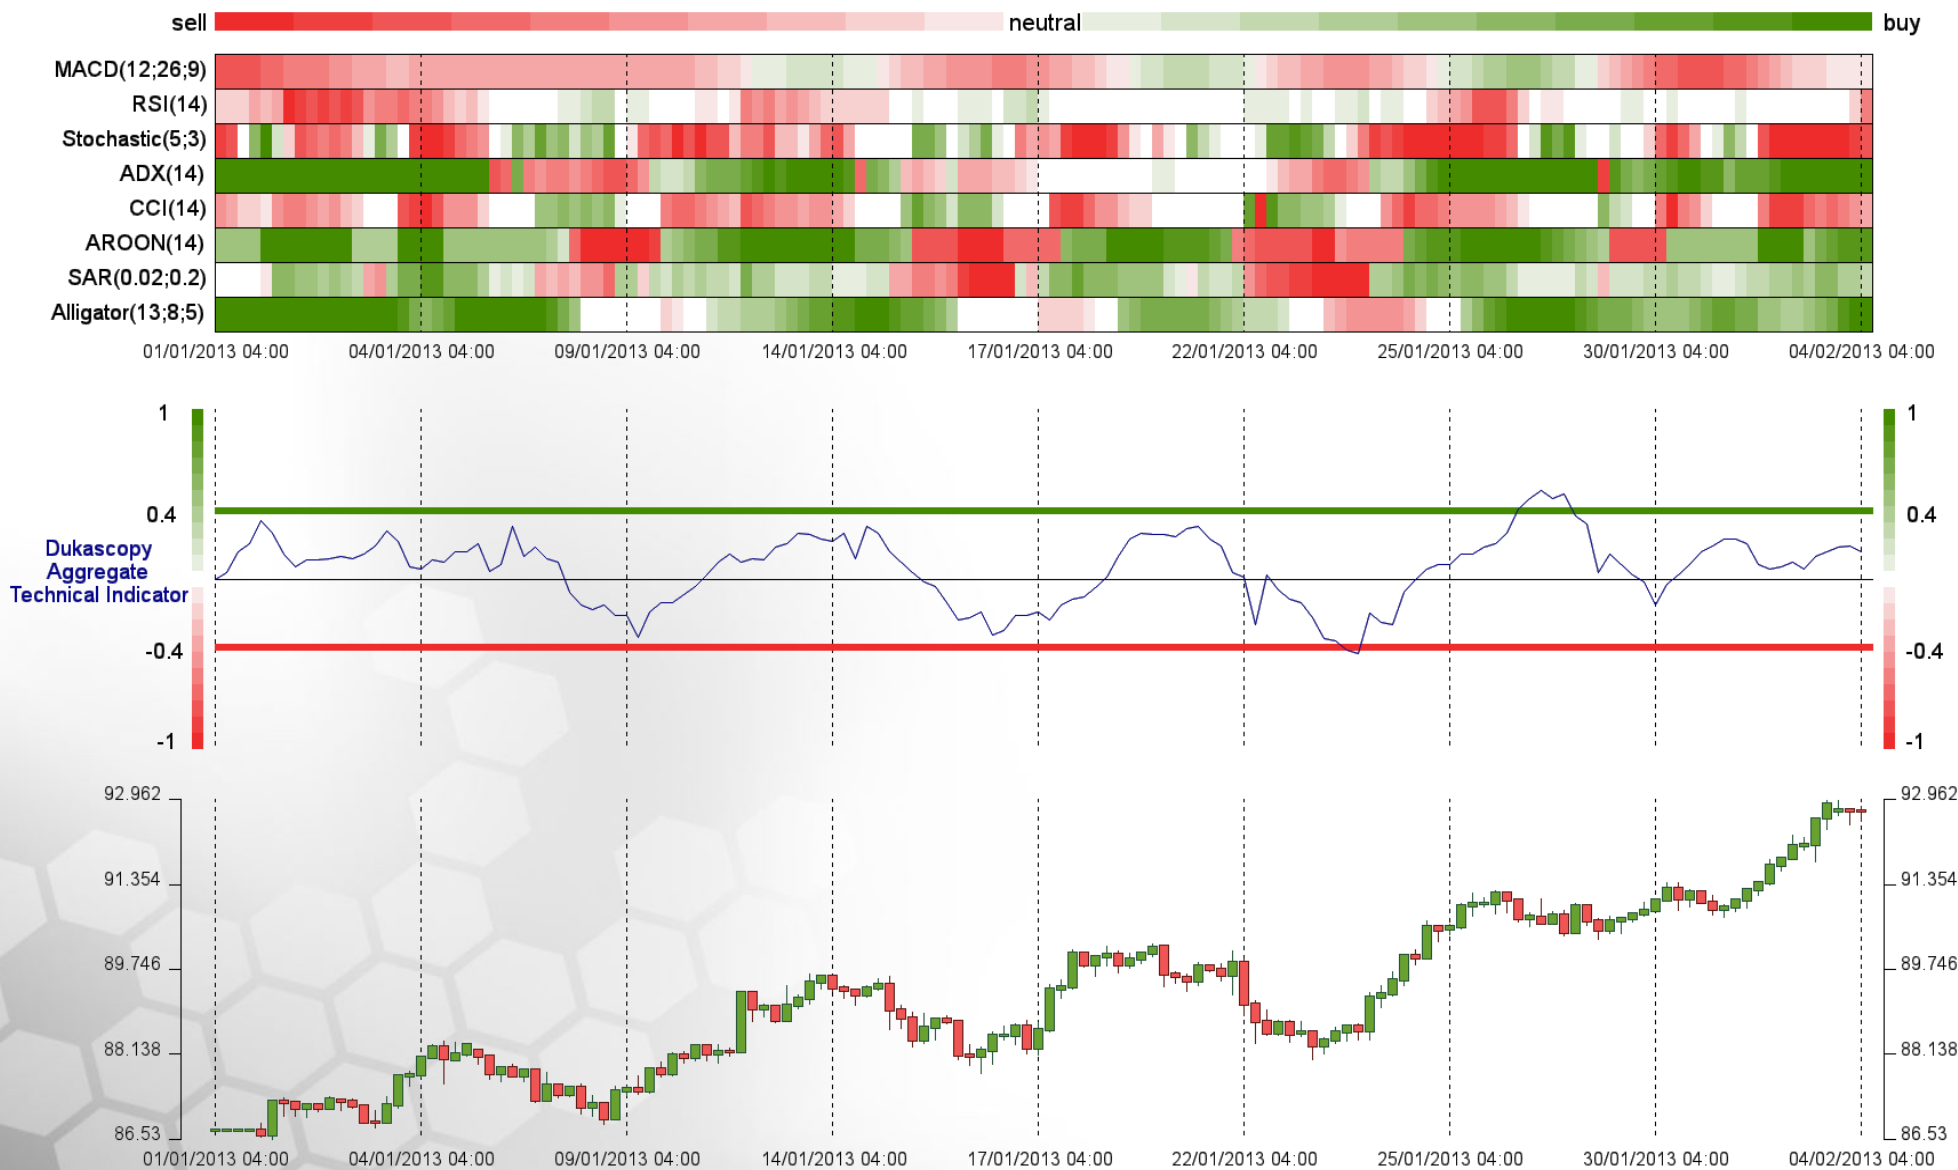 sell neutral buy
MACD(12;26;9)
RSI(14)
Stochastic(5;3)
ADX(14)
CCI(14)
AROON(14)
SAR(0.02;0.2)
Alligator(13;8;5)
01/01/2013 04:00 04/01/2013 04:00 09/01/2013 04:00 14/01/2013 04:00 17/01/2013 04:00 22/01/2013 04:00 25/01/2013 04:00 30/01/2013 04:00 04/02/2013 04:00
1 1
0.4 0.4
Dukascopy
Aggregate
Technical Indicator
-0.4 -0.4
-1 -1
92.962 92.962
91.354 91.354
89.746 89.746
88.138 88.138
86.53 86.53
01/01/2013 04:00 04/01/2013 04:00 09/01/2013 04:00 14/01/2013 04:00 17/01/2013 04:00 22/01/2013 04:00 25/01/2013 04:00 30/01/2013 04:00 04/02/2013 04:00